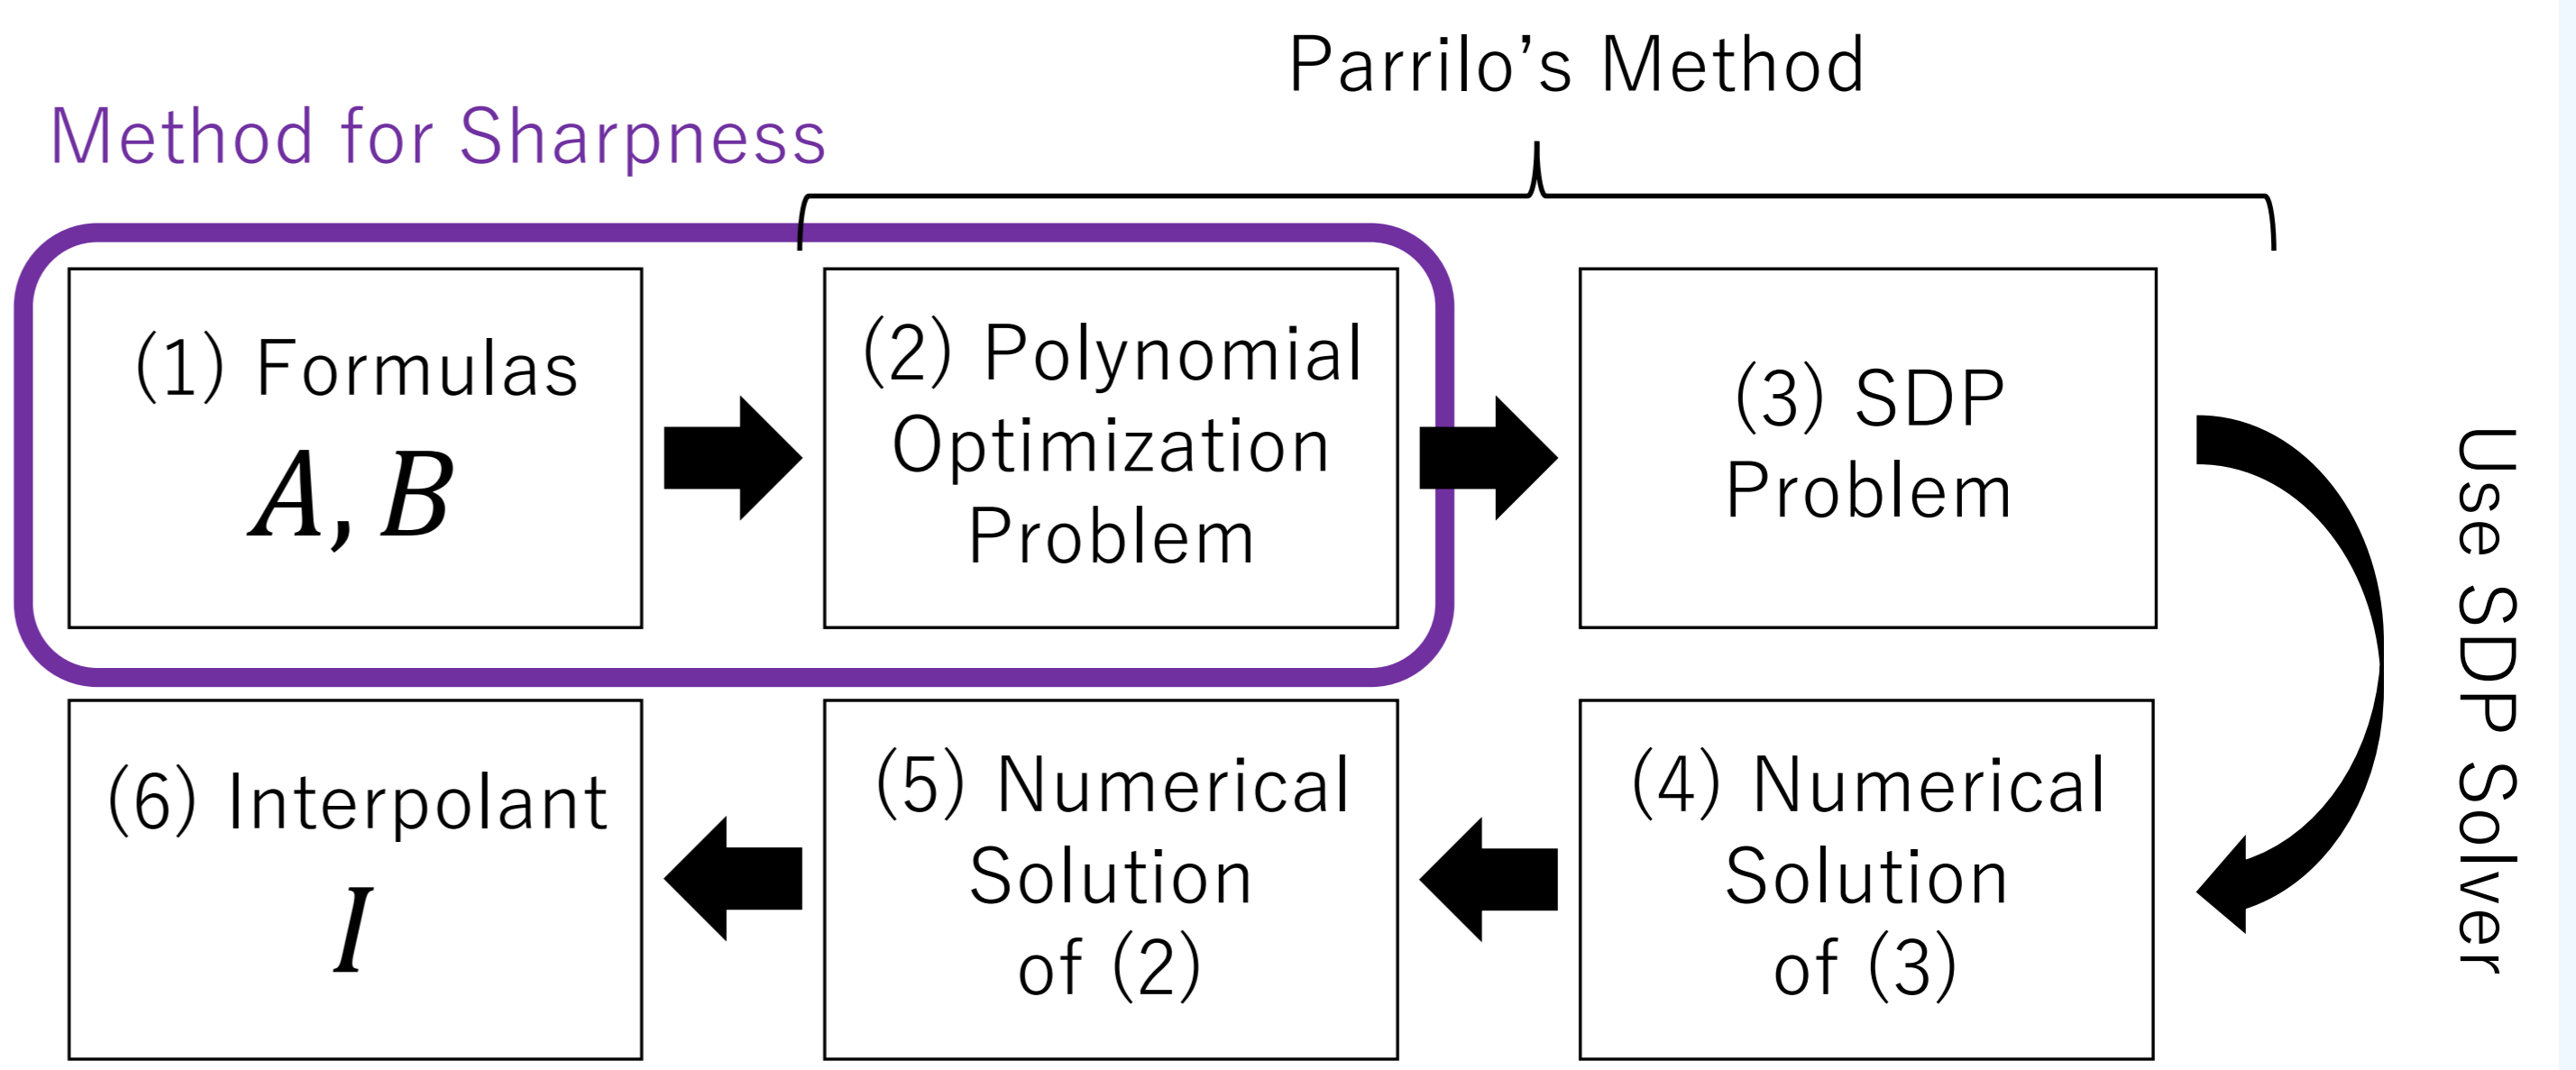 Parrilo's Method
Method for Sharpness
(1) Formulas
A, B
(2) Polynomial
Optimization
Problem
(3) SDP
Problem
Use SDP Solver
(4) Numerical
Solution
of (3)
(5) Numerical
Solution
of (2)
(6) Interpolant
I